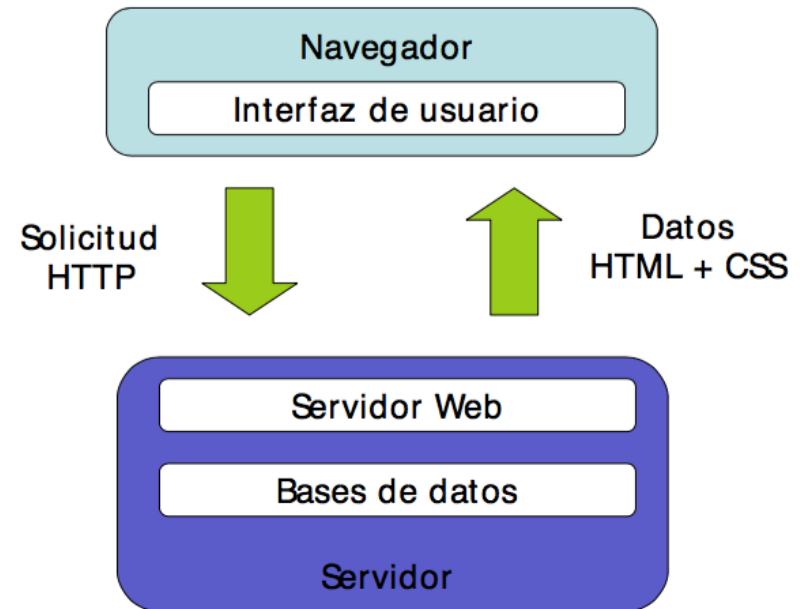 Navegador
Interfaz de usuario
Solicitud
HTTP
Datos
HTML + CSS
Servidor Web
Bases de datos
Servidor